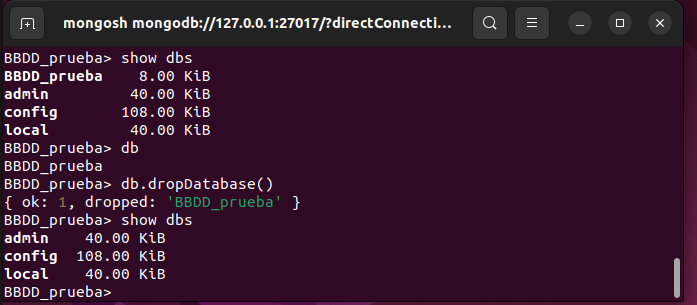 mongosh mongodb://127.0.0.1:27017/?directConnecti...
BBDD_prueba> show dbs
BBDD_prueba    8.00 KiB
admin         40.00 KiB
config       108.00 KiB
local         40.00 KiB
BBDD_prueba> db
BBDD_prueba
BBDD_prueba> db.dropDatabase()
{ ok: 1, dropped: 'BBDD_prueba' }
BBDD_prueba> show dbs
admin    40.00 KiB
config  108.00 KiB
local    40.00 KiB
BBDD_prueba>